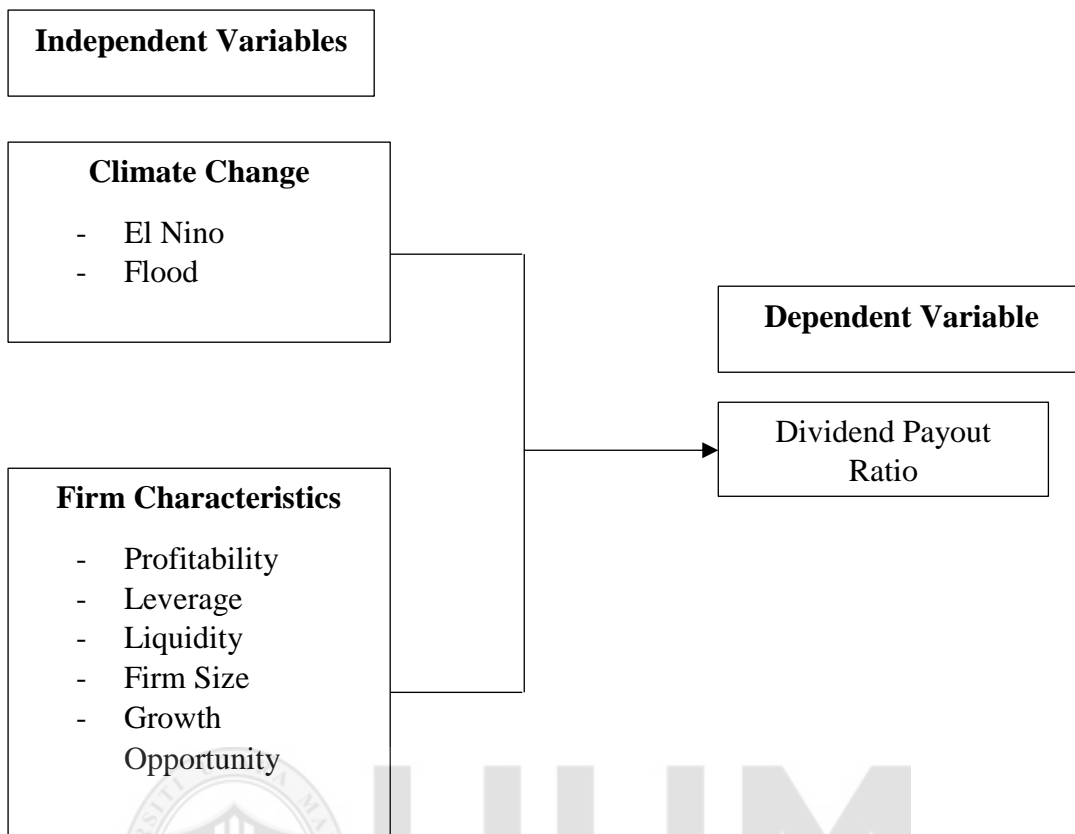 Independent Variables
Climate Change
- El Nino
- Flood
Dependent Variable
Dividend Payout
Ratio
Firm Characteristics
- Profitability
- Leverage
- Liquidity
- Firm Size
- Growth
Opportunity
UUM